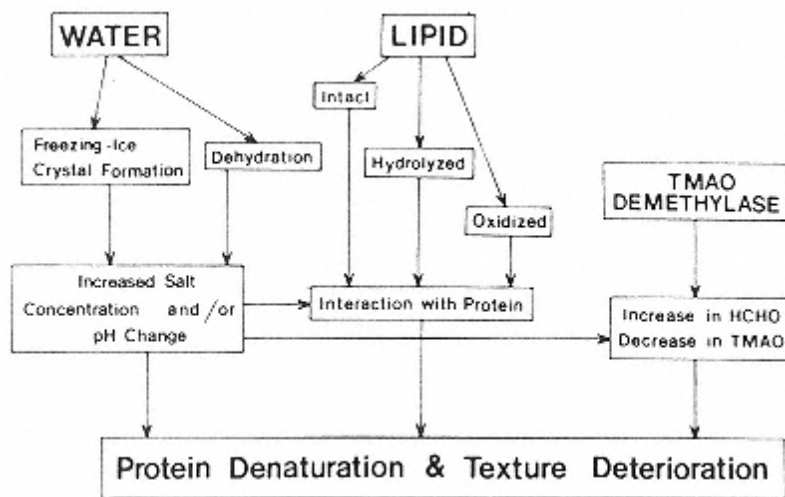 WATER
LIPID
Intact
Freezing-Ice
Crystal Formation
Dehydration
Hydrolyzed
TMAO
DEMETHYLASE
Oxidized
Increased Salt
Concentration and/or
pH Change
Interaction with Protein
Increase in HCHO
Decrease in TMAO
Protein Denaturation & Texture Deterioration